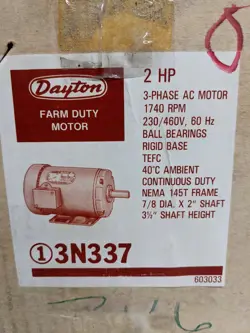 Dayton
FARM DUTY
MOTOR
2 HP
3-PHASE AC MOTOR
1740 RPM
230/460V, 60 Hz
BALL BEARINGS
RIGID BASE
TEFC
40°C AMBIENT
CONTINUOUS DUTY
NEMA 145T FRAME
7/8 DIA. X 2" SHAFT
3½" SHAFT HEIGHT
①3N337
603033